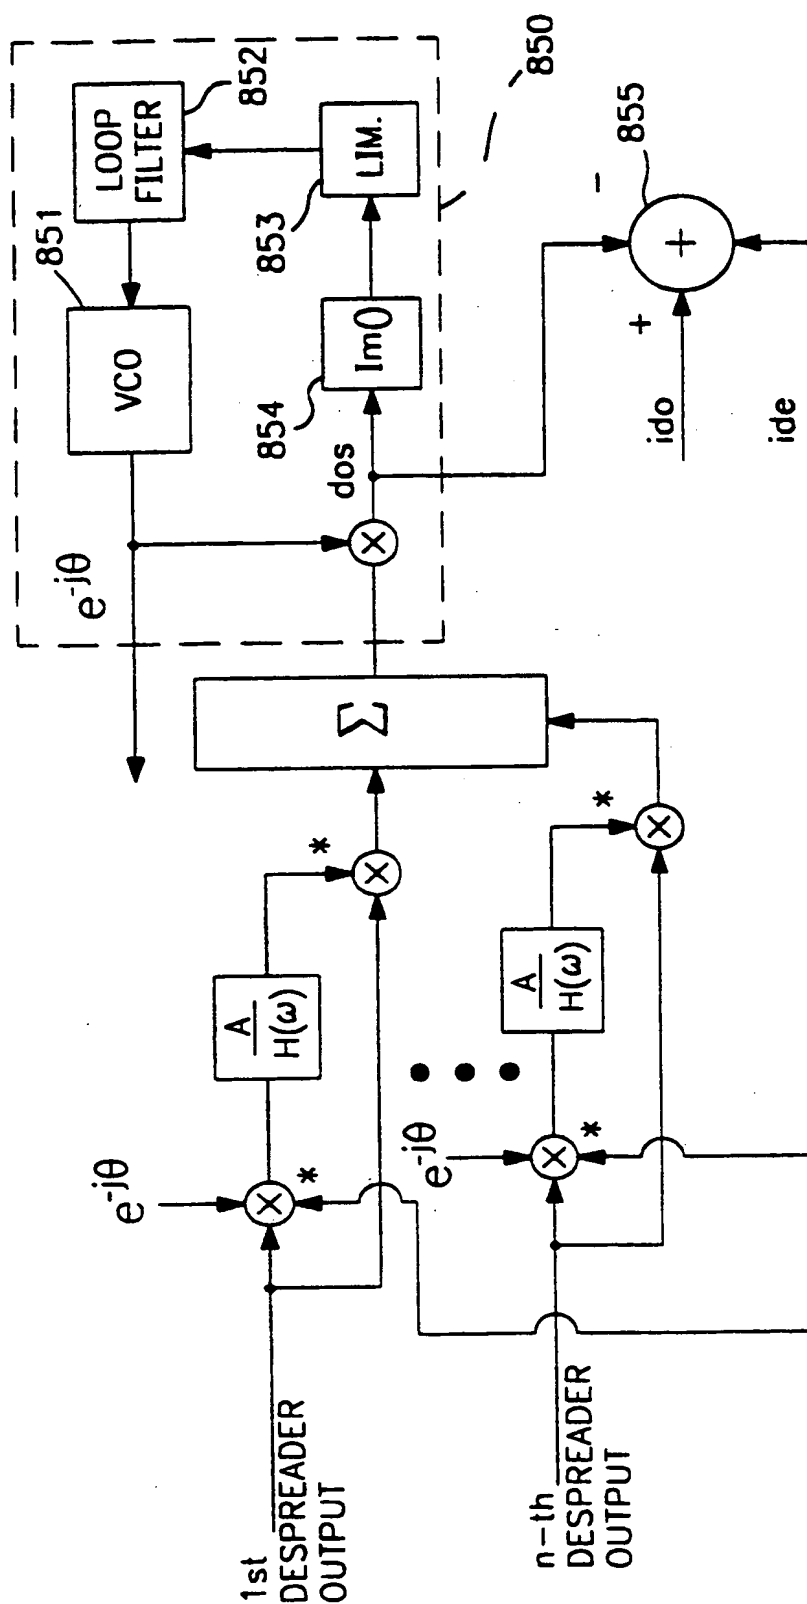 1st
DESPREADER
OUTPUT
n-th
DESPREADER
OUTPUT
e^-jθ
×
*
A
H(ω)
*
×
e^-jθ
×
*
A
H(ω)
*
×
Σ
e^-jθ
×
dos
VCO
851
LOOP
FILTER
852
LIM.
853
Im()
854
850
ido
ide
+
-
+
855